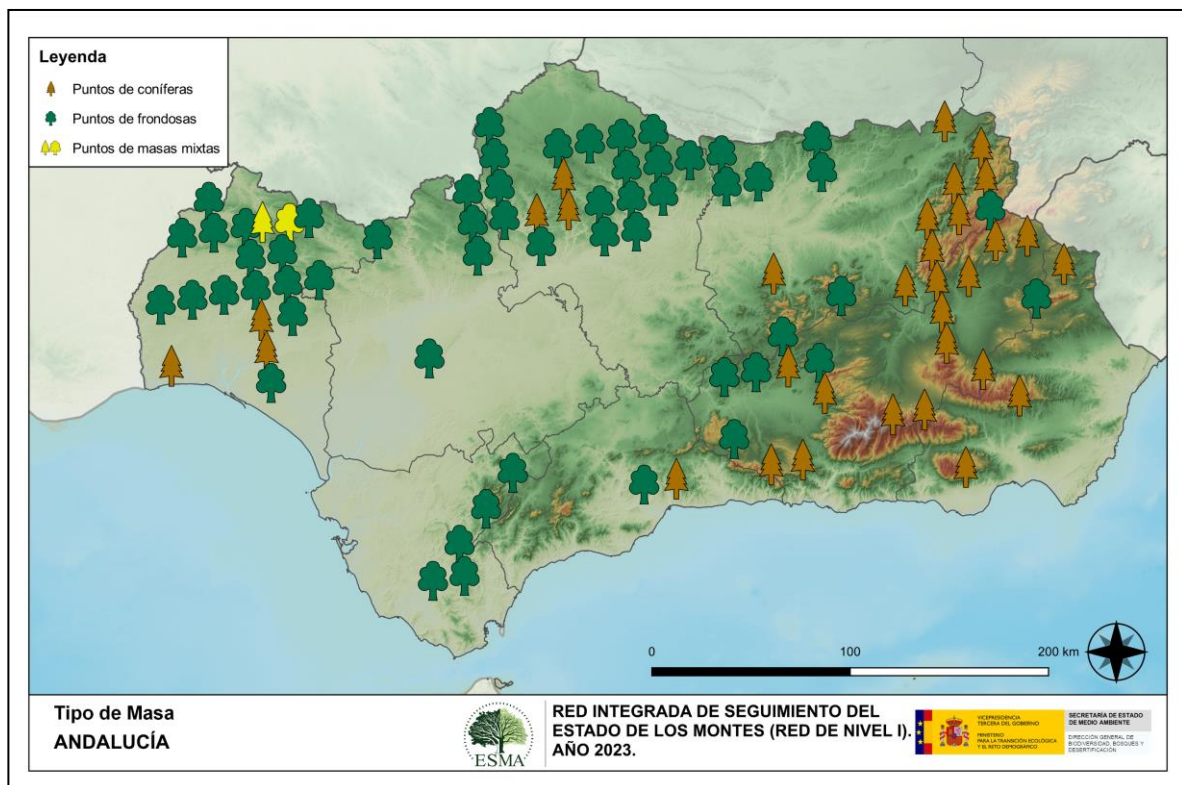 Leyenda
Puntos de coníferas
Puntos de frondosas
Puntos de masas mixtas
0 100 200 km
Tipo de Masa
ANDALUCÍA
ESMA
RED INTEGRADA DE SEGUIMIENTO DEL
ESTADO DE LOS MONTES (RED DE NIVEL I).
AÑO 2023.
VICEPRESIDENCIA
TERCERA DEL GOBIERNO
MINISTERIO
PARA LA TRANSICIÓN ECOLÓGICA
Y EL RETO DEMOGRÁFICO
SECRETARÍA DE ESTADO
DE MEDIO AMBIENTE
DIRECCIÓN GENERAL DE
BIODIVERSIDAD, BOSQUES Y
DESERTIFICACIÓN